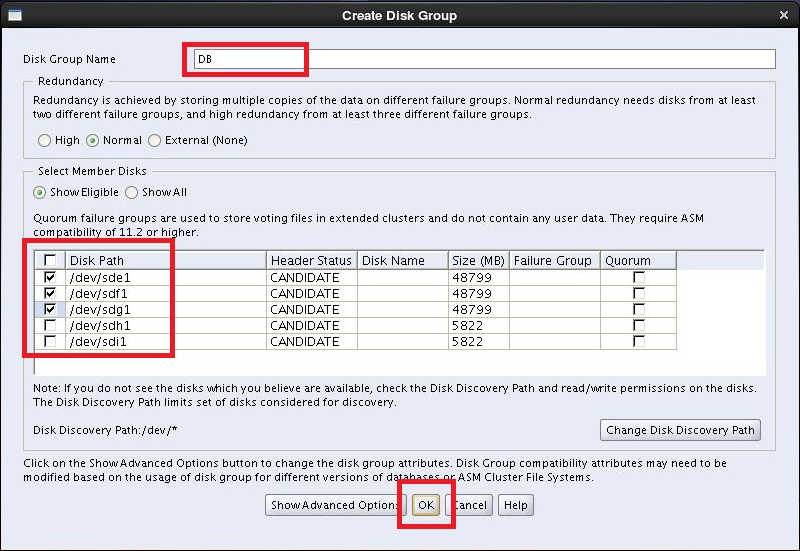 Create Disk Group
Disk Group Name DB
Redundancy
Redundancy is achieved by storing multiple copies of the data on different failure groups. Normal redundancy needs disks from at least
two different failure groups, and high redundancy from at least three different failure groups.
High Normal External (None)
Select Member Disks
Show Eligible Show All
Quorum failure groups are used to store voting files in extended clusters and do not contain any user data. They require ASM
compatibility of 11.2 or higher.
Disk Path Header Status Disk Name Size (MB) Failure Group Quorum
/dev/sde1 CANDIDATE 48799
/dev/sdf1 CANDIDATE 48799
/dev/sdg1 CANDIDATE 48799
/dev/sdh1 CANDIDATE 5822
/dev/sdi1 CANDIDATE 5822
Note: If you do not see the disks which you believe are available, check the Disk Discovery Path and read/write permissions on the disks.
The Disk Discovery Path limits set of disks considered for discovery.
Disk Discovery Path:/dev/* Change Disk Discovery Path
Click on the Show Advanced Options button to change the disk group attributes. Disk Group compatibility attributes may need to be
modified based on the usage of disk group for different versions of databases or ASM Cluster File Systems.
Show Advanced Options OK Cancel Help